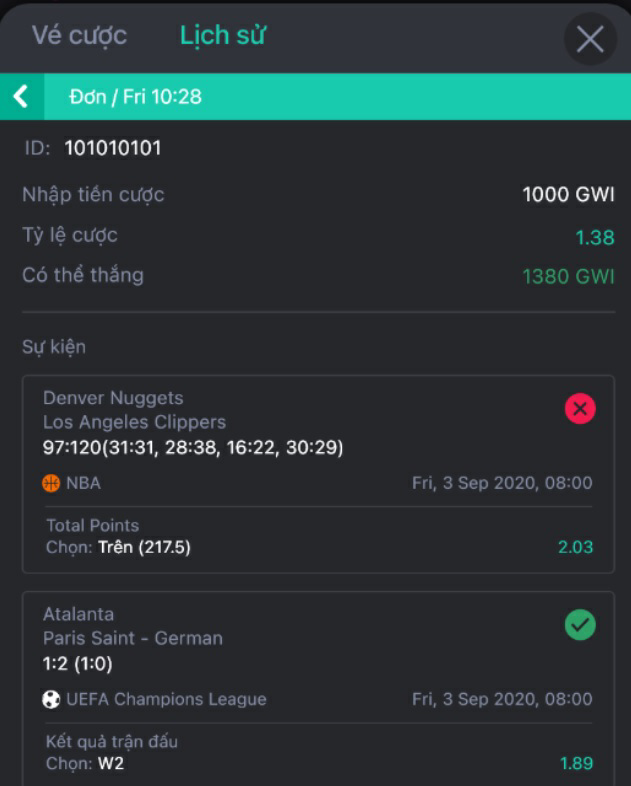 Vé cược Lịch sử
Đơn / Fri 10:28
ID: 101010101
Nhập tiền cược 1000 GWI
Tỷ lệ cược 1.38
Có thể thắng 1380 GWI
Sự kiện
Denver Nuggets
Los Angeles Clippers
97:120(31:31, 28:38, 16:22, 30:29)
NBA Fri, 3 Sep 2020, 08:00
Total Points
Chọn: Trên (217.5) 2.03
Atalanta
Paris Saint - German
1:2 (1:0)
UEFA Champions League Fri, 3 Sep 2020, 08:00
Kết quả trận đấu
Chọn: W2 1.89